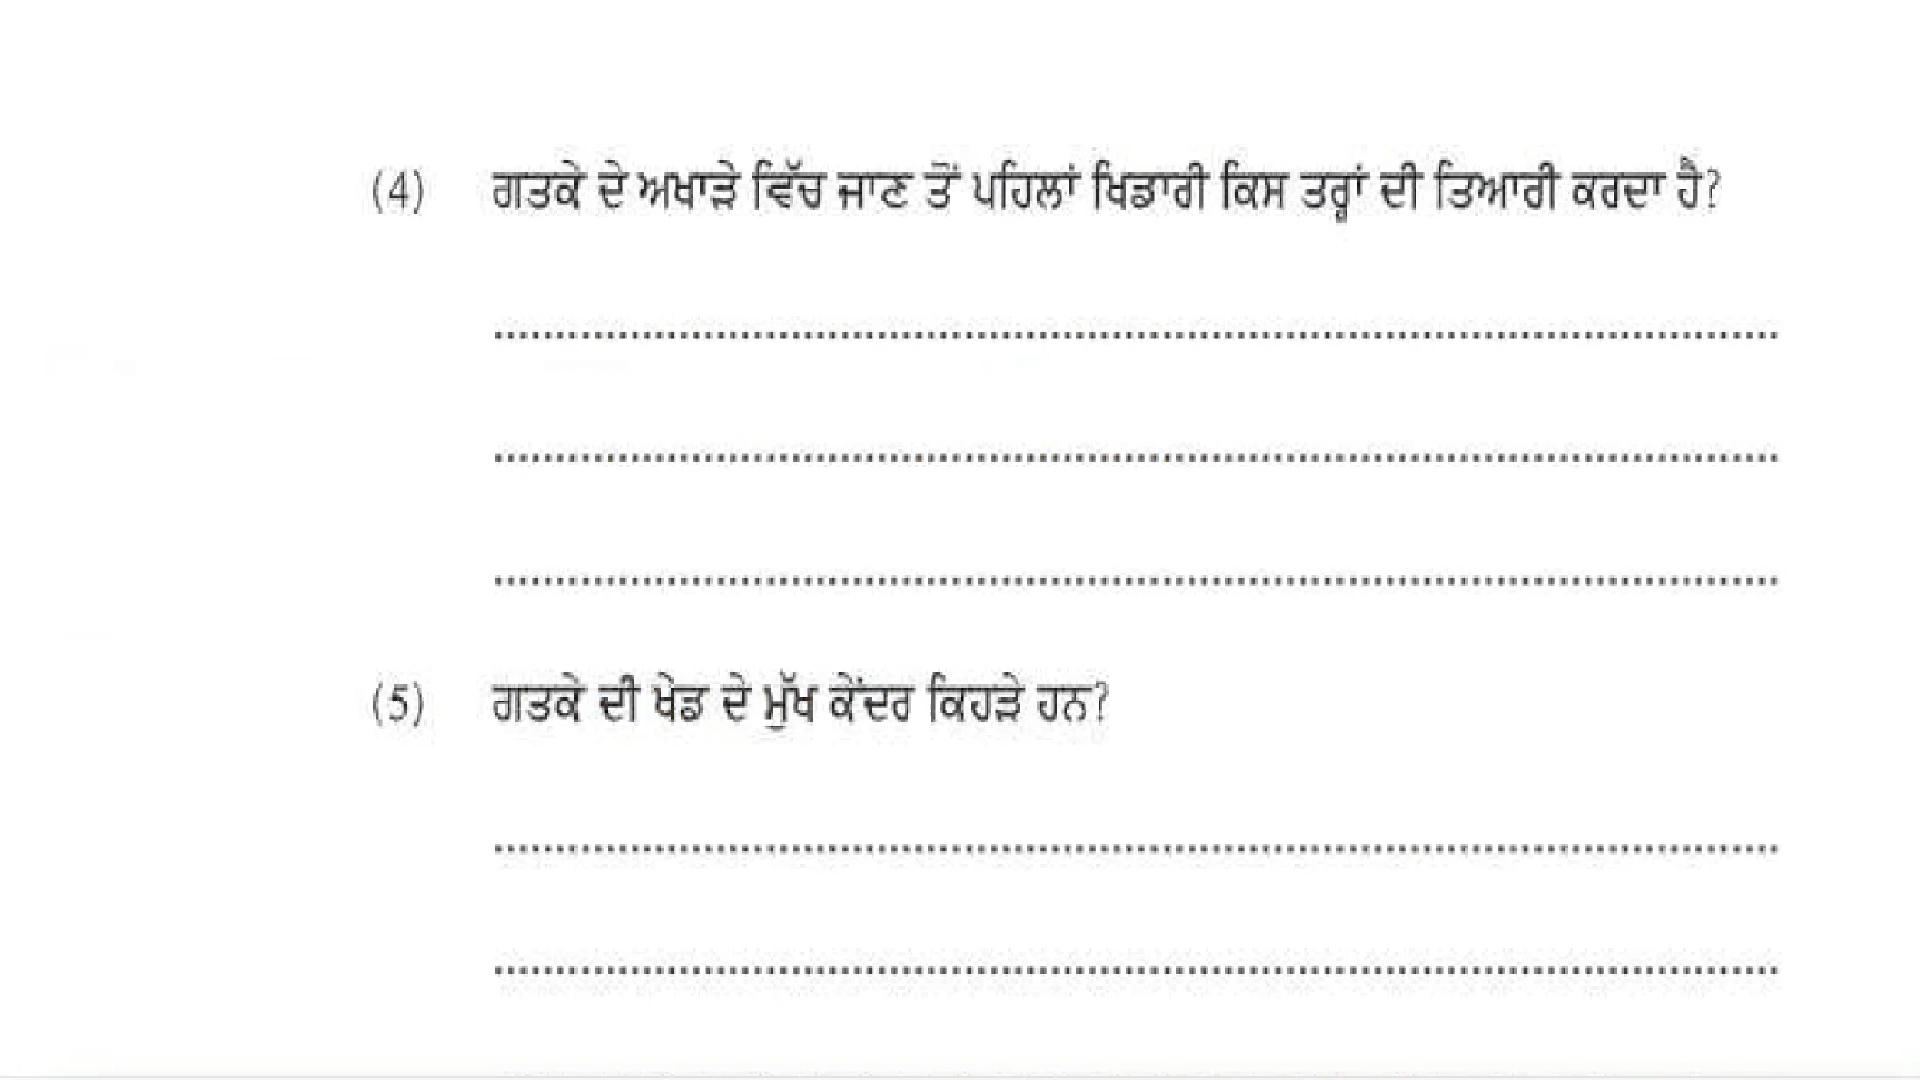 (4) ਗਤਕੇ ਦੇ ਅਖਾੜੇ ਵਿੱਚ ਜਾਣ ਤੋਂ ਪਹਿਲਾਂ ਖਿਡਾਰੀ ਕਿਸ ਤਰ੍ਹਾਂ ਦੀ ਤਿਆਰੀ ਕਰਦਾ ਹੈ?
(5) ਗਤਕੇ ਦੀ ਖੇਡ ਦੇ ਮੁੱਖ ਕੇਂਦਰ ਕਿਹੜੇ ਹਨ?